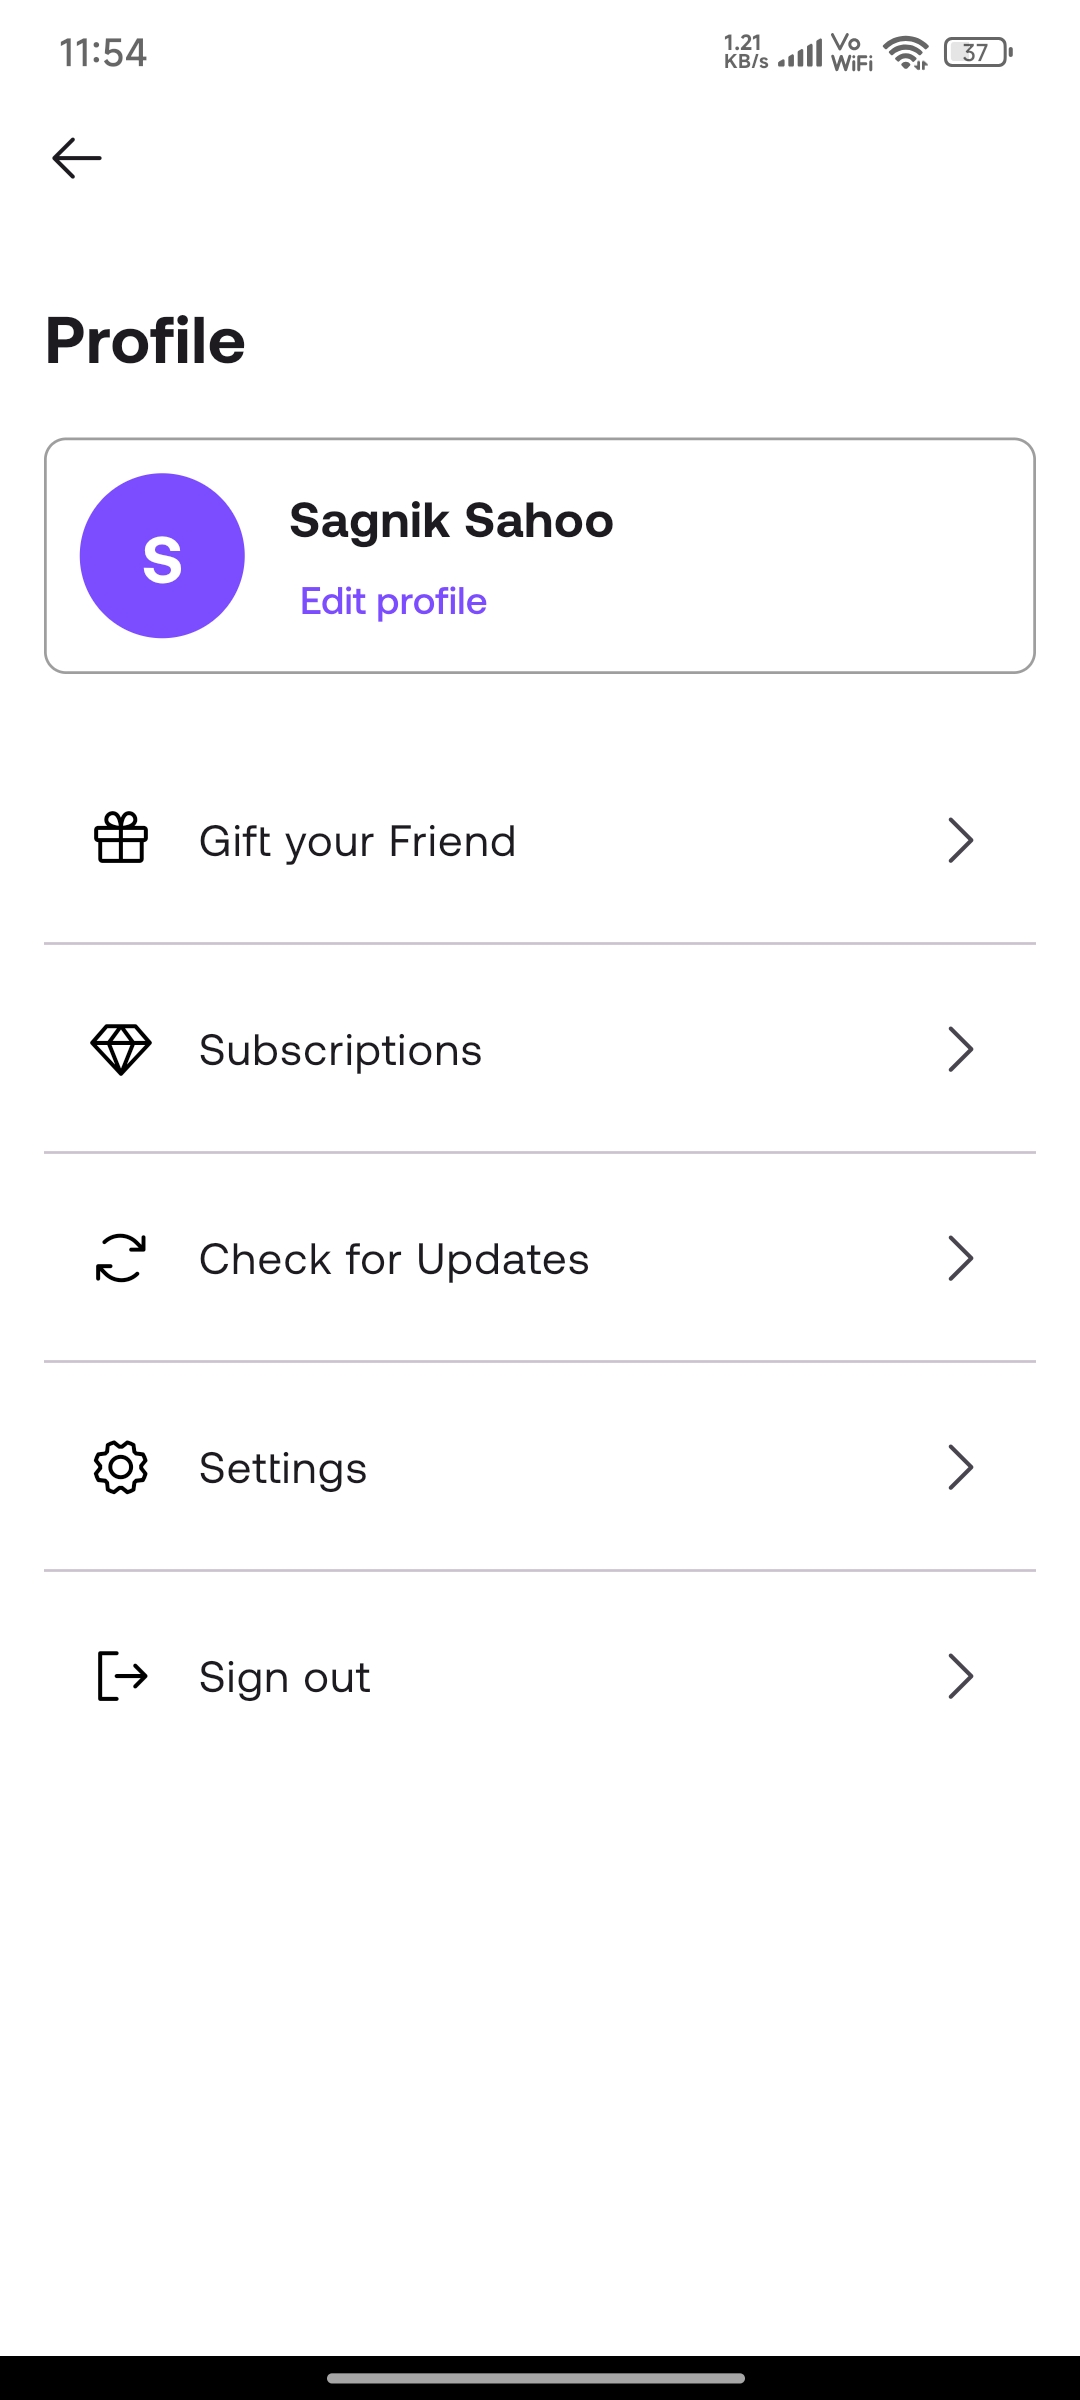 11:54
1.21
KB/s
Vo
WiFi
37
Profile
S
Sagnik Sahoo
Edit profile
Gift your Friend
Subscriptions
Check for Updates
Settings
Sign out